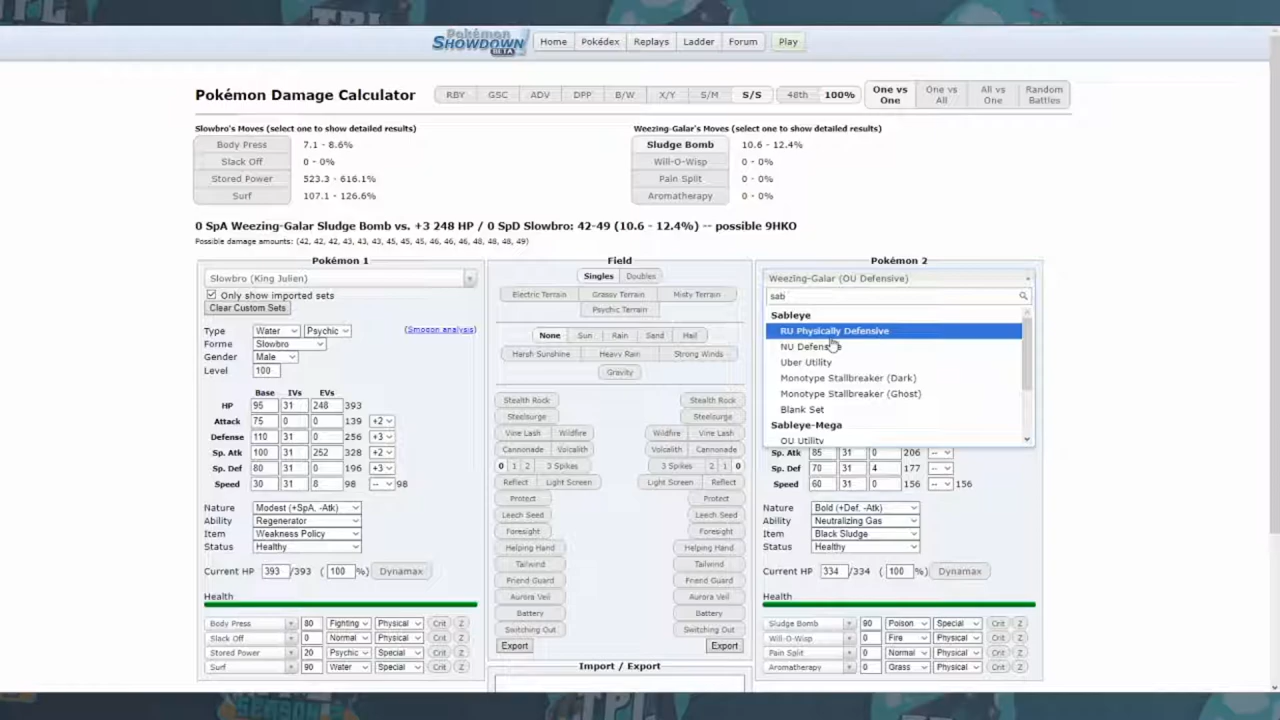 TPL
Pokémon
SHOWDOWN
BETA
Home Pokédex Replays Ladder Forum Play
Pokémon Damage Calculator
RBY GSC ADV DPP B/W X/Y S/M S/S
48th 100%
One vs One
One vs All
All vs One
Random Battles
Slowbro's Moves (select one to show detailed results)
Body Press 7.1 - 8.6%
Slack Off 0 - 0%
Stored Power 523.3 - 616.1%
Surf 107.1 - 126.6%
Weezing-Galar's Moves (select one to show detailed results)
Sludge Bomb 10.6 - 12.4%
Will-O-Wisp 0 - 0%
Pain Split 0 - 0%
Aromatherapy 0 - 0%
0 SpA Weezing-Galar Sludge Bomb vs. +3 248 HP / 0 SpD Slowbro: 42-49 (10.6 - 12.4%) -- possible 9HKO
Possible damage amounts: (42, 42, 42, 43, 43, 43, 45, 45, 45, 46, 46, 46, 48, 48, 48, 49)
Pokémon 1
Slowbro (King Julien)
Only show imported sets
Clear Custom Sets
Type Water Psychic (Smogon analysis)
Forme Slowbro
Gender Male
Level 100
Base IVs EVs
HP 95 31 248 393
Attack 75 0 0 139 +2
Defense 110 31 0 256 +3
Sp. Atk 100 31 252 328 +2
Sp. Def 80 31 0 196 +3
Speed 30 31 8 98 -- 98
Nature Modest (+SpA, -Atk)
Ability Regenerator
Item Weakness Policy
Status Healthy
Current HP 393 /393 ( 100 %) Dynamax
Health
Body Press 80 Fighting Physical Crit Z
Slack Off 0 Normal Physical Crit Z
Stored Power 20 Psychic Special Crit Z
Surf 90 Water Special Crit Z
Field
Singles Doubles
Electric Terrain Grassy Terrain Misty Terrain
Psychic Terrain
None Sun Rain Sand Hail
Harsh Sunshine Heavy Rain Strong Winds
Gravity
Stealth Rock Stealth Rock
Steelsurge Steelsurge
Vine Lash Wildfire Wildfire Vine Lash
Cannonade Volcalith Volcalith Cannonade
0 1 2 3 Spikes 3 Spikes 2 1 0
Reflect Light Screen Light Screen Reflect
Protect Protect
Leech Seed Leech Seed
Foresight Foresight
Helping Hand Helping Hand
Tailwind Tailwind
Friend Guard Friend Guard
Aurora Veil Aurora Veil
Battery Battery
Switching Out Switching Out
Export Export
Import / Export
Pokémon 2
Weezing-Galar (OU Defensive)
sab
Sableye
RU Physically Defensive
NU Defensive
Uber Utility
Monotype Stallbreaker (Dark)
Monotype Stallbreaker (Ghost)
Blank Set
Sableye-Mega
OU Utility
Sp. Atk 85 31 0 206 --
Sp. Def 70 31 4 177 --
Speed 60 31 0 156 -- 156
Nature Bold (+Def, -Atk)
Ability Neutralizing Gas
Item Black Sludge
Status Healthy
Current HP 334 /334 ( 100 %) Dynamax
Health
Sludge Bomb 90 Poison Special Crit Z
Will-O-Wisp 0 Fire Physical Crit Z
Pain Split 0 Normal Physical Crit Z
Aromatherapy 0 Grass Physical Crit Z
SEASON
TPL